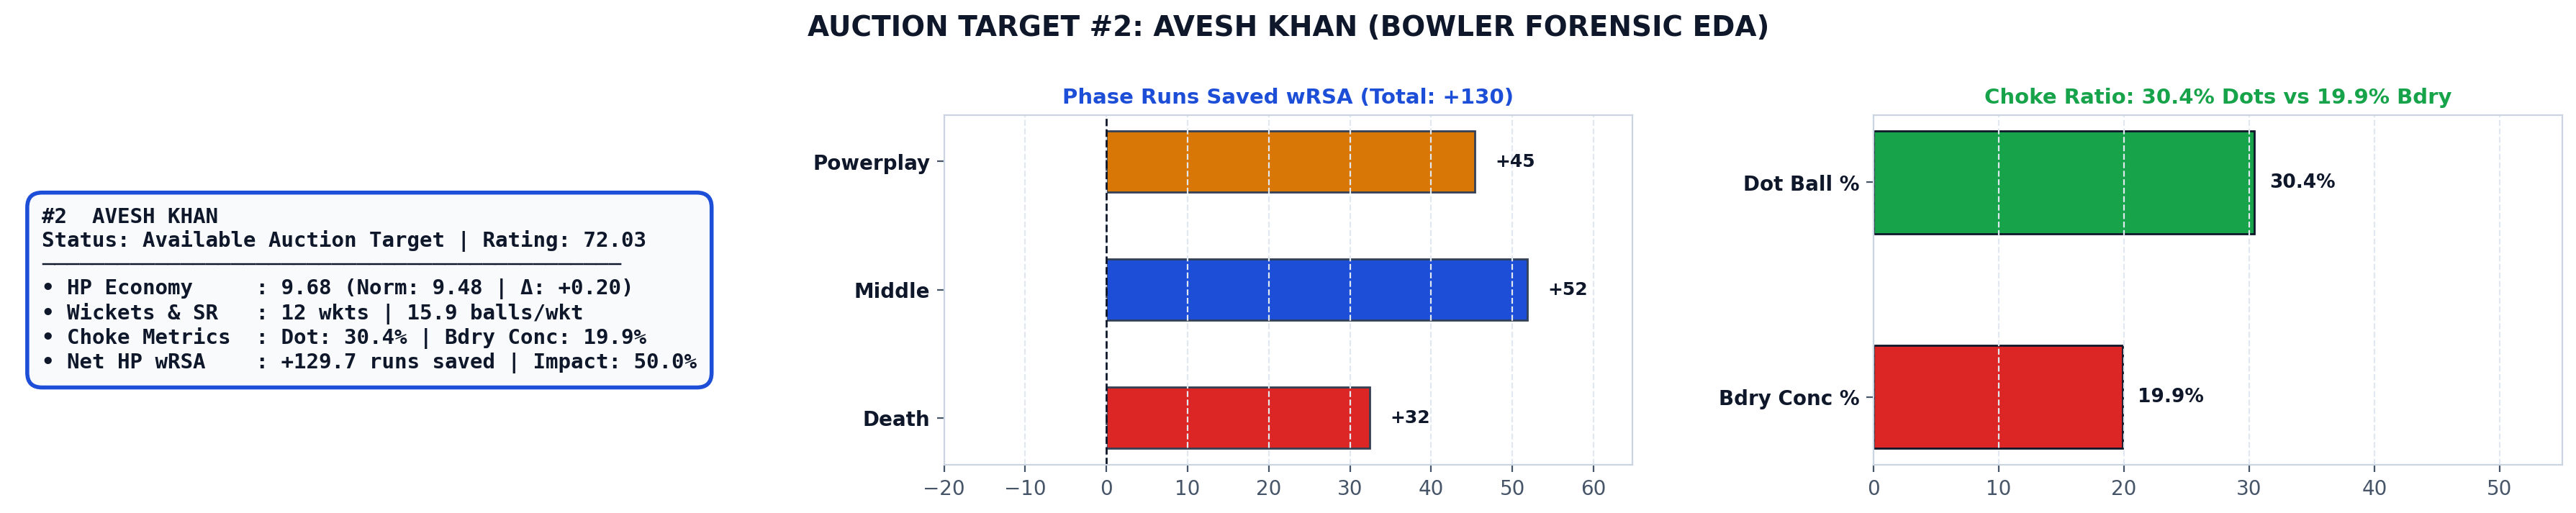 AUCTION TARGET #2: AVESH KHAN (BOWLER FORENSIC EDA)
#2  AVESH KHAN
Status: Available Auction Target | Rating: 72.03
• HP Economy     : 9.68 (Norm: 9.48 | Δ: +0.20)
• Wickets & SR   : 12 wkts | 15.9 balls/wkt
• Choke Metrics  : Dot: 30.4% | Bdry Conc: 19.9%
• Net HP wRSA    : +129.7 runs saved | Impact: 50.0%
Phase Runs Saved wRSA (Total: +130)
Powerplay +45
Middle +52
Death +32
−20 −10 0 10 20 30 40 50 60
Choke Ratio: 30.4% Dots vs 19.9% Bdry
Dot Ball % 30.4%
Bdry Conc % 19.9%
0 10 20 30 40 50